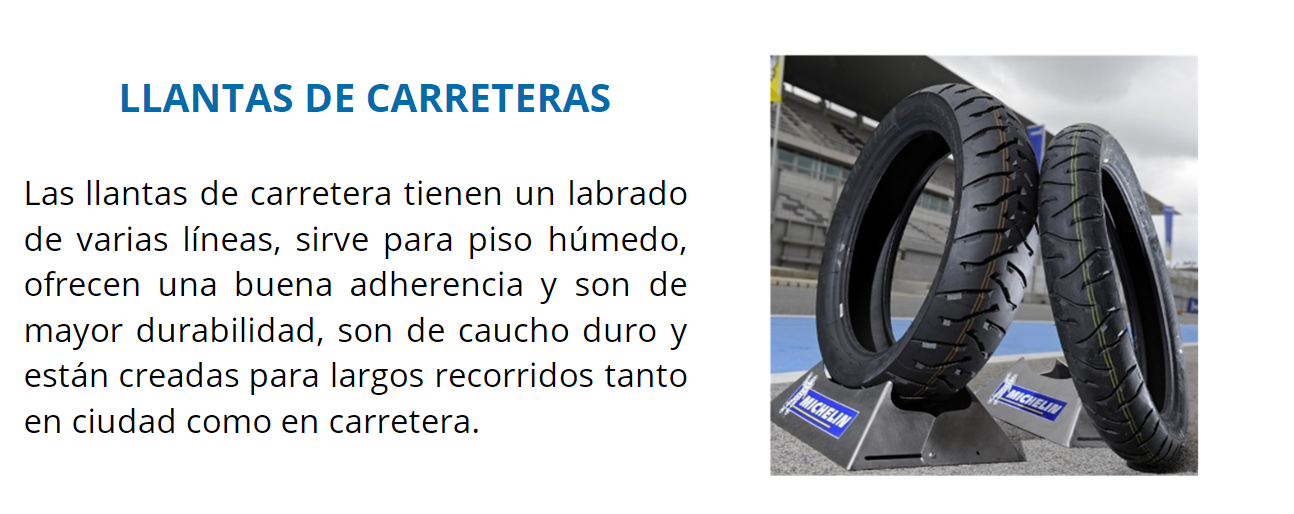 LLANTAS DE CARRETERAS
Las llantas de carretera tienen un labrado
de varias líneas, sirve para piso húmedo,
ofrecen una buena adherencia y son de
mayor durabilidad, son de caucho duro y
están creadas para largos recorridos tanto
en ciudad como en carretera.
MICHELIN
MICHELIN